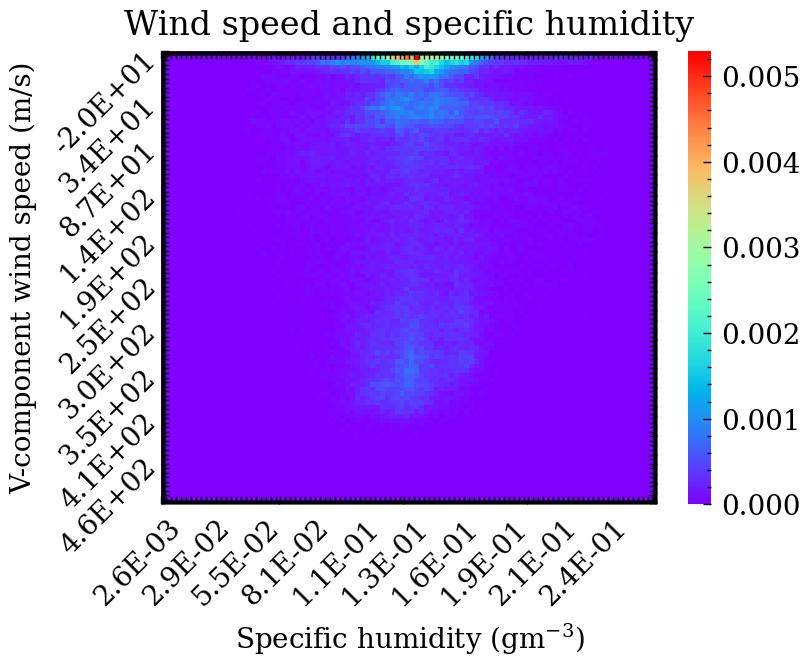 Wind speed and specific humidity
V-component wind speed (m/s)
-2.0E+01
3.4E+01
8.7E+01
1.4E+02
1.9E+02
2.5E+02
3.0E+02
3.5E+02
4.1E+02
4.6E+02
2.6E-03
2.9E-02
5.5E-02
8.1E-02
1.1E-01
1.3E-01
1.6E-01
1.9E-01
2.1E-01
2.4E-01
Specific humidity (gm⁻³)
0.005
0.004
0.003
0.002
0.001
0.000